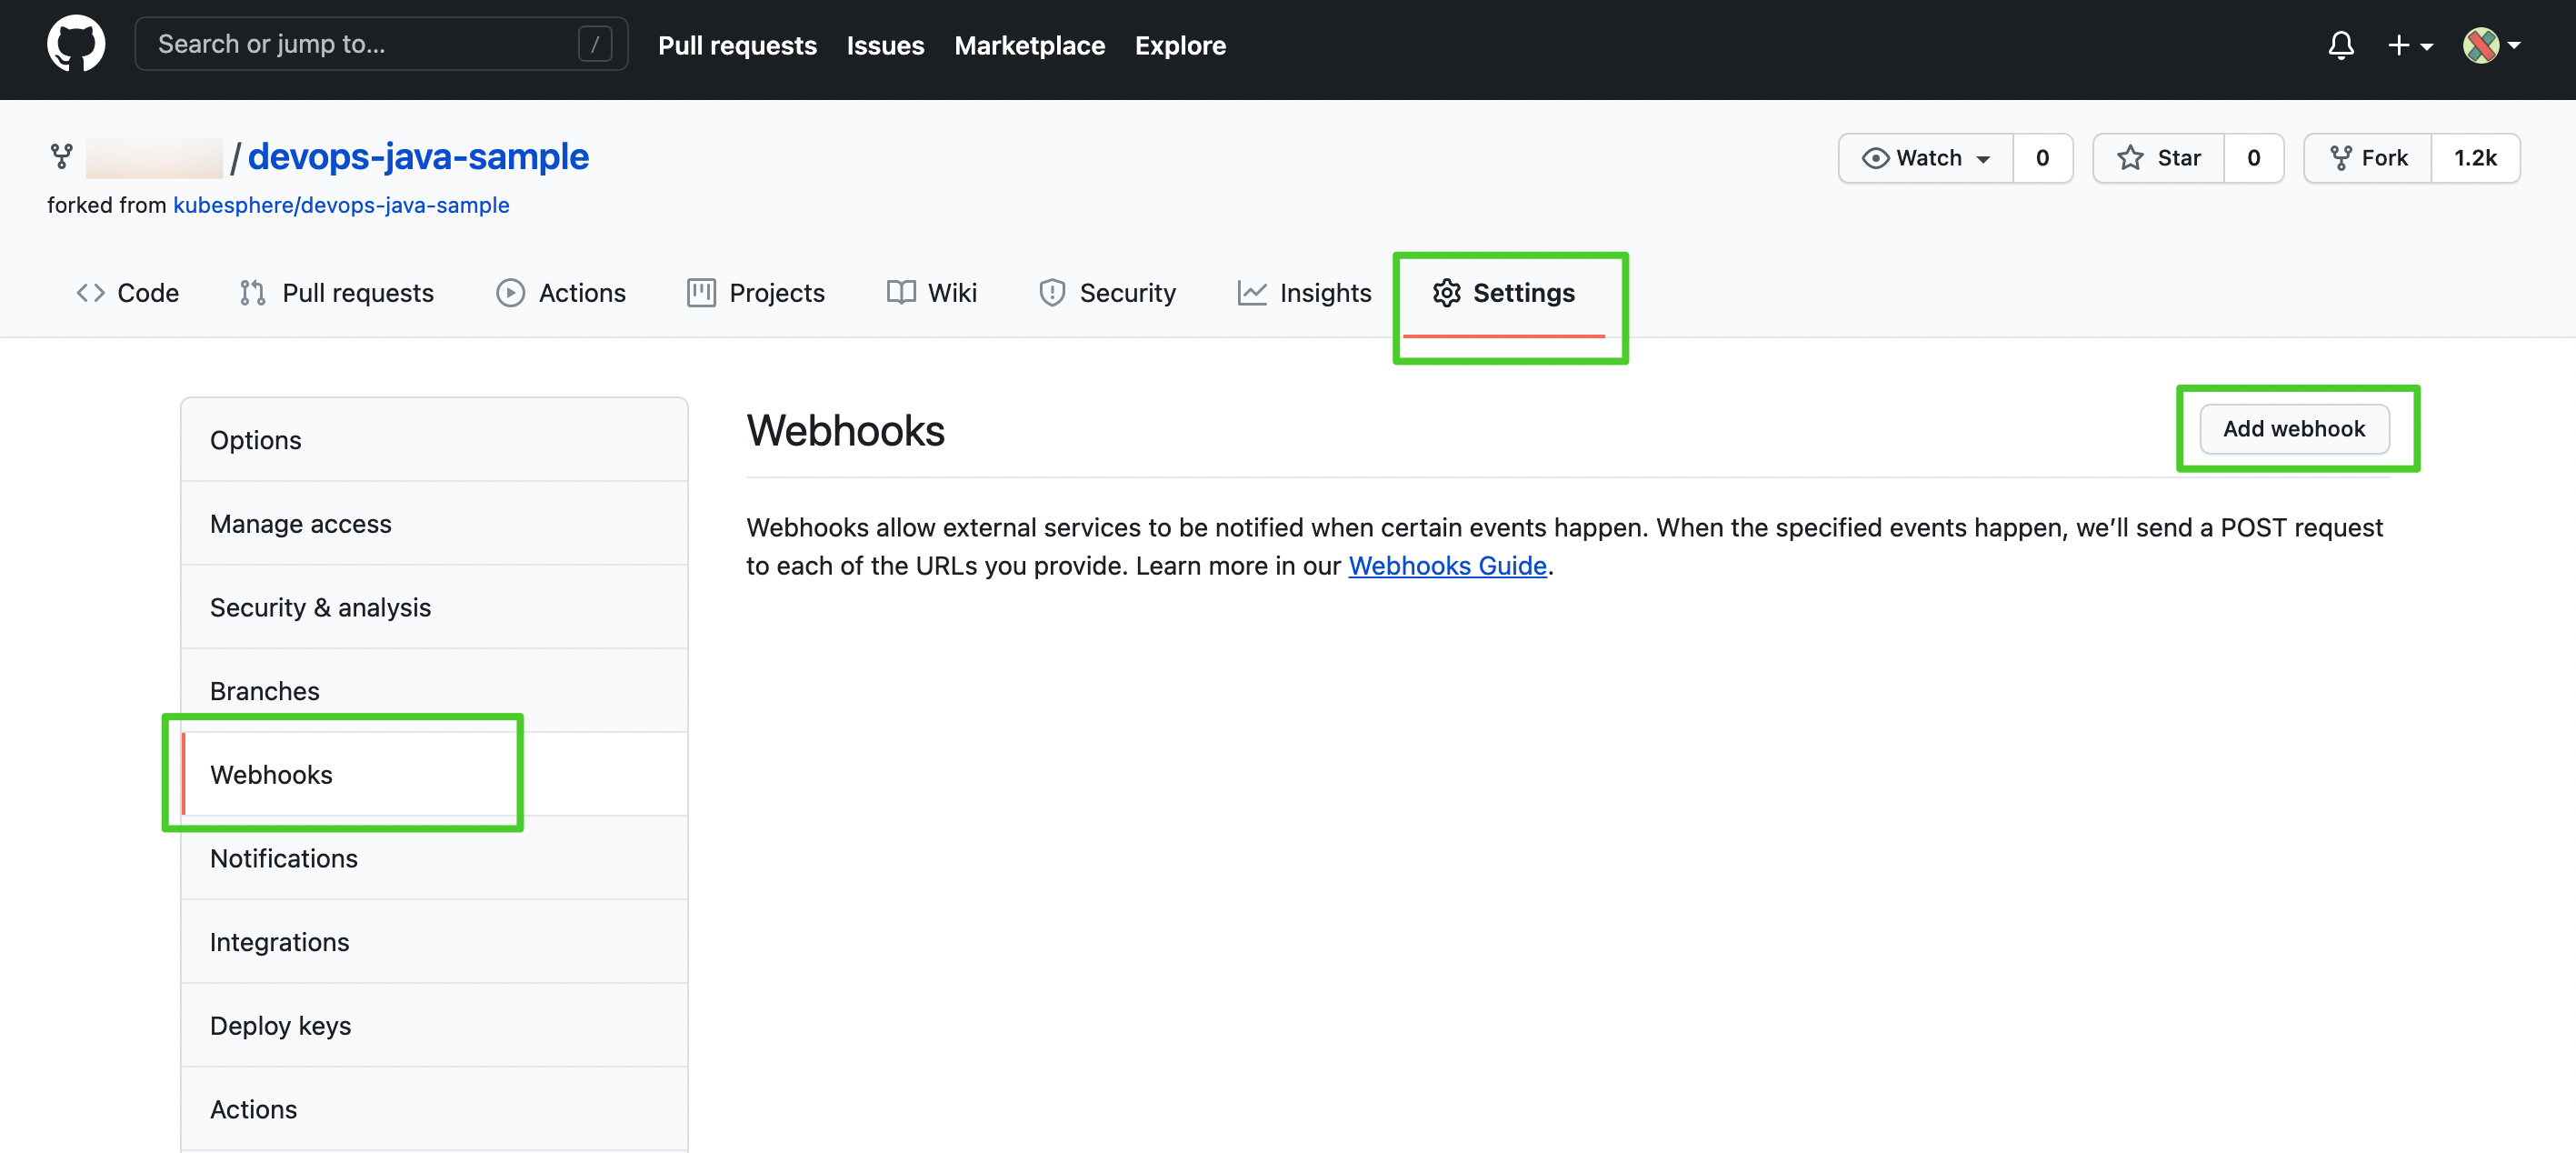 Search or jump to... / Pull requests Issues Marketplace Explore
/ devops-java-sample
Watch 0 Star 0 Fork 1.2k
forked from kubesphere/devops-java-sample
Code Pull requests Actions Projects Wiki Security Insights Settings
Options
Manage access
Security & analysis
Branches
Webhooks
Notifications
Integrations
Deploy keys
Actions
Webhooks
Add webhook
Webhooks allow external services to be notified when certain events happen. When the specified events happen, we’ll send a POST request
to each of the URLs you provide. Learn more in our Webhooks Guide.